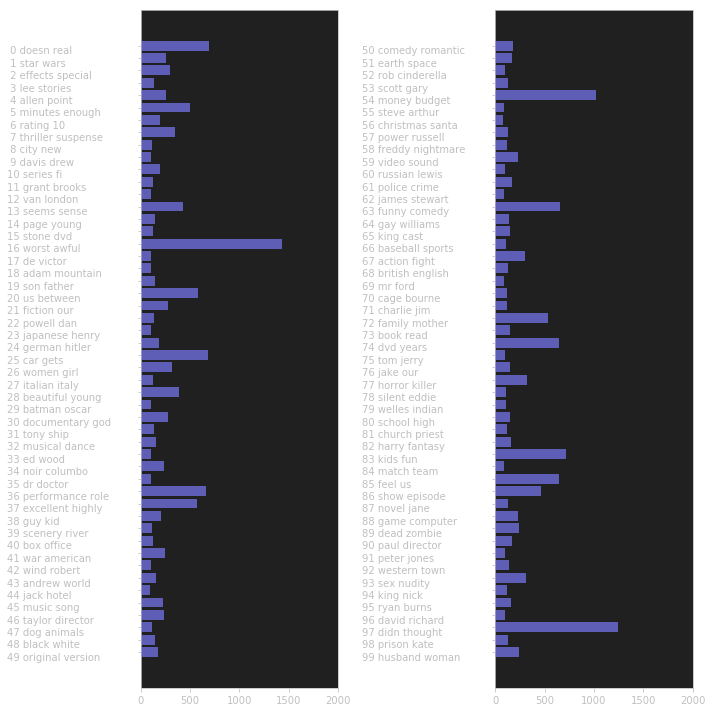 0 doesn real
1 star wars
2 effects special
3 lee stories
4 allen point
5 minutes enough
6 rating 10
7 thriller suspense
8 city new
9 davis drew
10 series fi
11 grant brooks
12 van london
13 seems sense
14 page young
15 stone dvd
16 worst awful
17 de victor
18 adam mountain
19 son father
20 us between
21 fiction our
22 powell dan
23 japanese henry
24 german hitler
25 car gets
26 women girl
27 italian italy
28 beautiful young
29 batman oscar
30 documentary god
31 tony ship
32 musical dance
33 ed wood
34 noir columbo
35 dr doctor
36 performance role
37 excellent highly
38 guy kid
39 scenery river
40 box office
41 war american
42 wind robert
43 andrew world
44 jack hotel
45 music song
46 taylor director
47 dog animals
48 black white
49 original version
0 500 1000 1500 2000
50 comedy romantic
51 earth space
52 rob cinderella
53 scott gary
54 money budget
55 steve arthur
56 christmas santa
57 power russell
58 freddy nightmare
59 video sound
60 russian lewis
61 police crime
62 james stewart
63 funny comedy
64 gay williams
65 king cast
66 baseball sports
67 action fight
68 british english
69 mr ford
70 cage bourne
71 charlie jim
72 family mother
73 book read
74 dvd years
75 tom jerry
76 jake our
77 horror killer
78 silent eddie
79 welles indian
80 school high
81 church priest
82 harry fantasy
83 kids fun
84 match team
85 feel us
86 show episode
87 novel jane
88 game computer
89 dead zombie
90 paul director
91 peter jones
92 western town
93 sex nudity
94 king nick
95 ryan burns
96 david richard
97 didn thought
98 prison kate
99 husband woman
0 500 1000 1500 2000